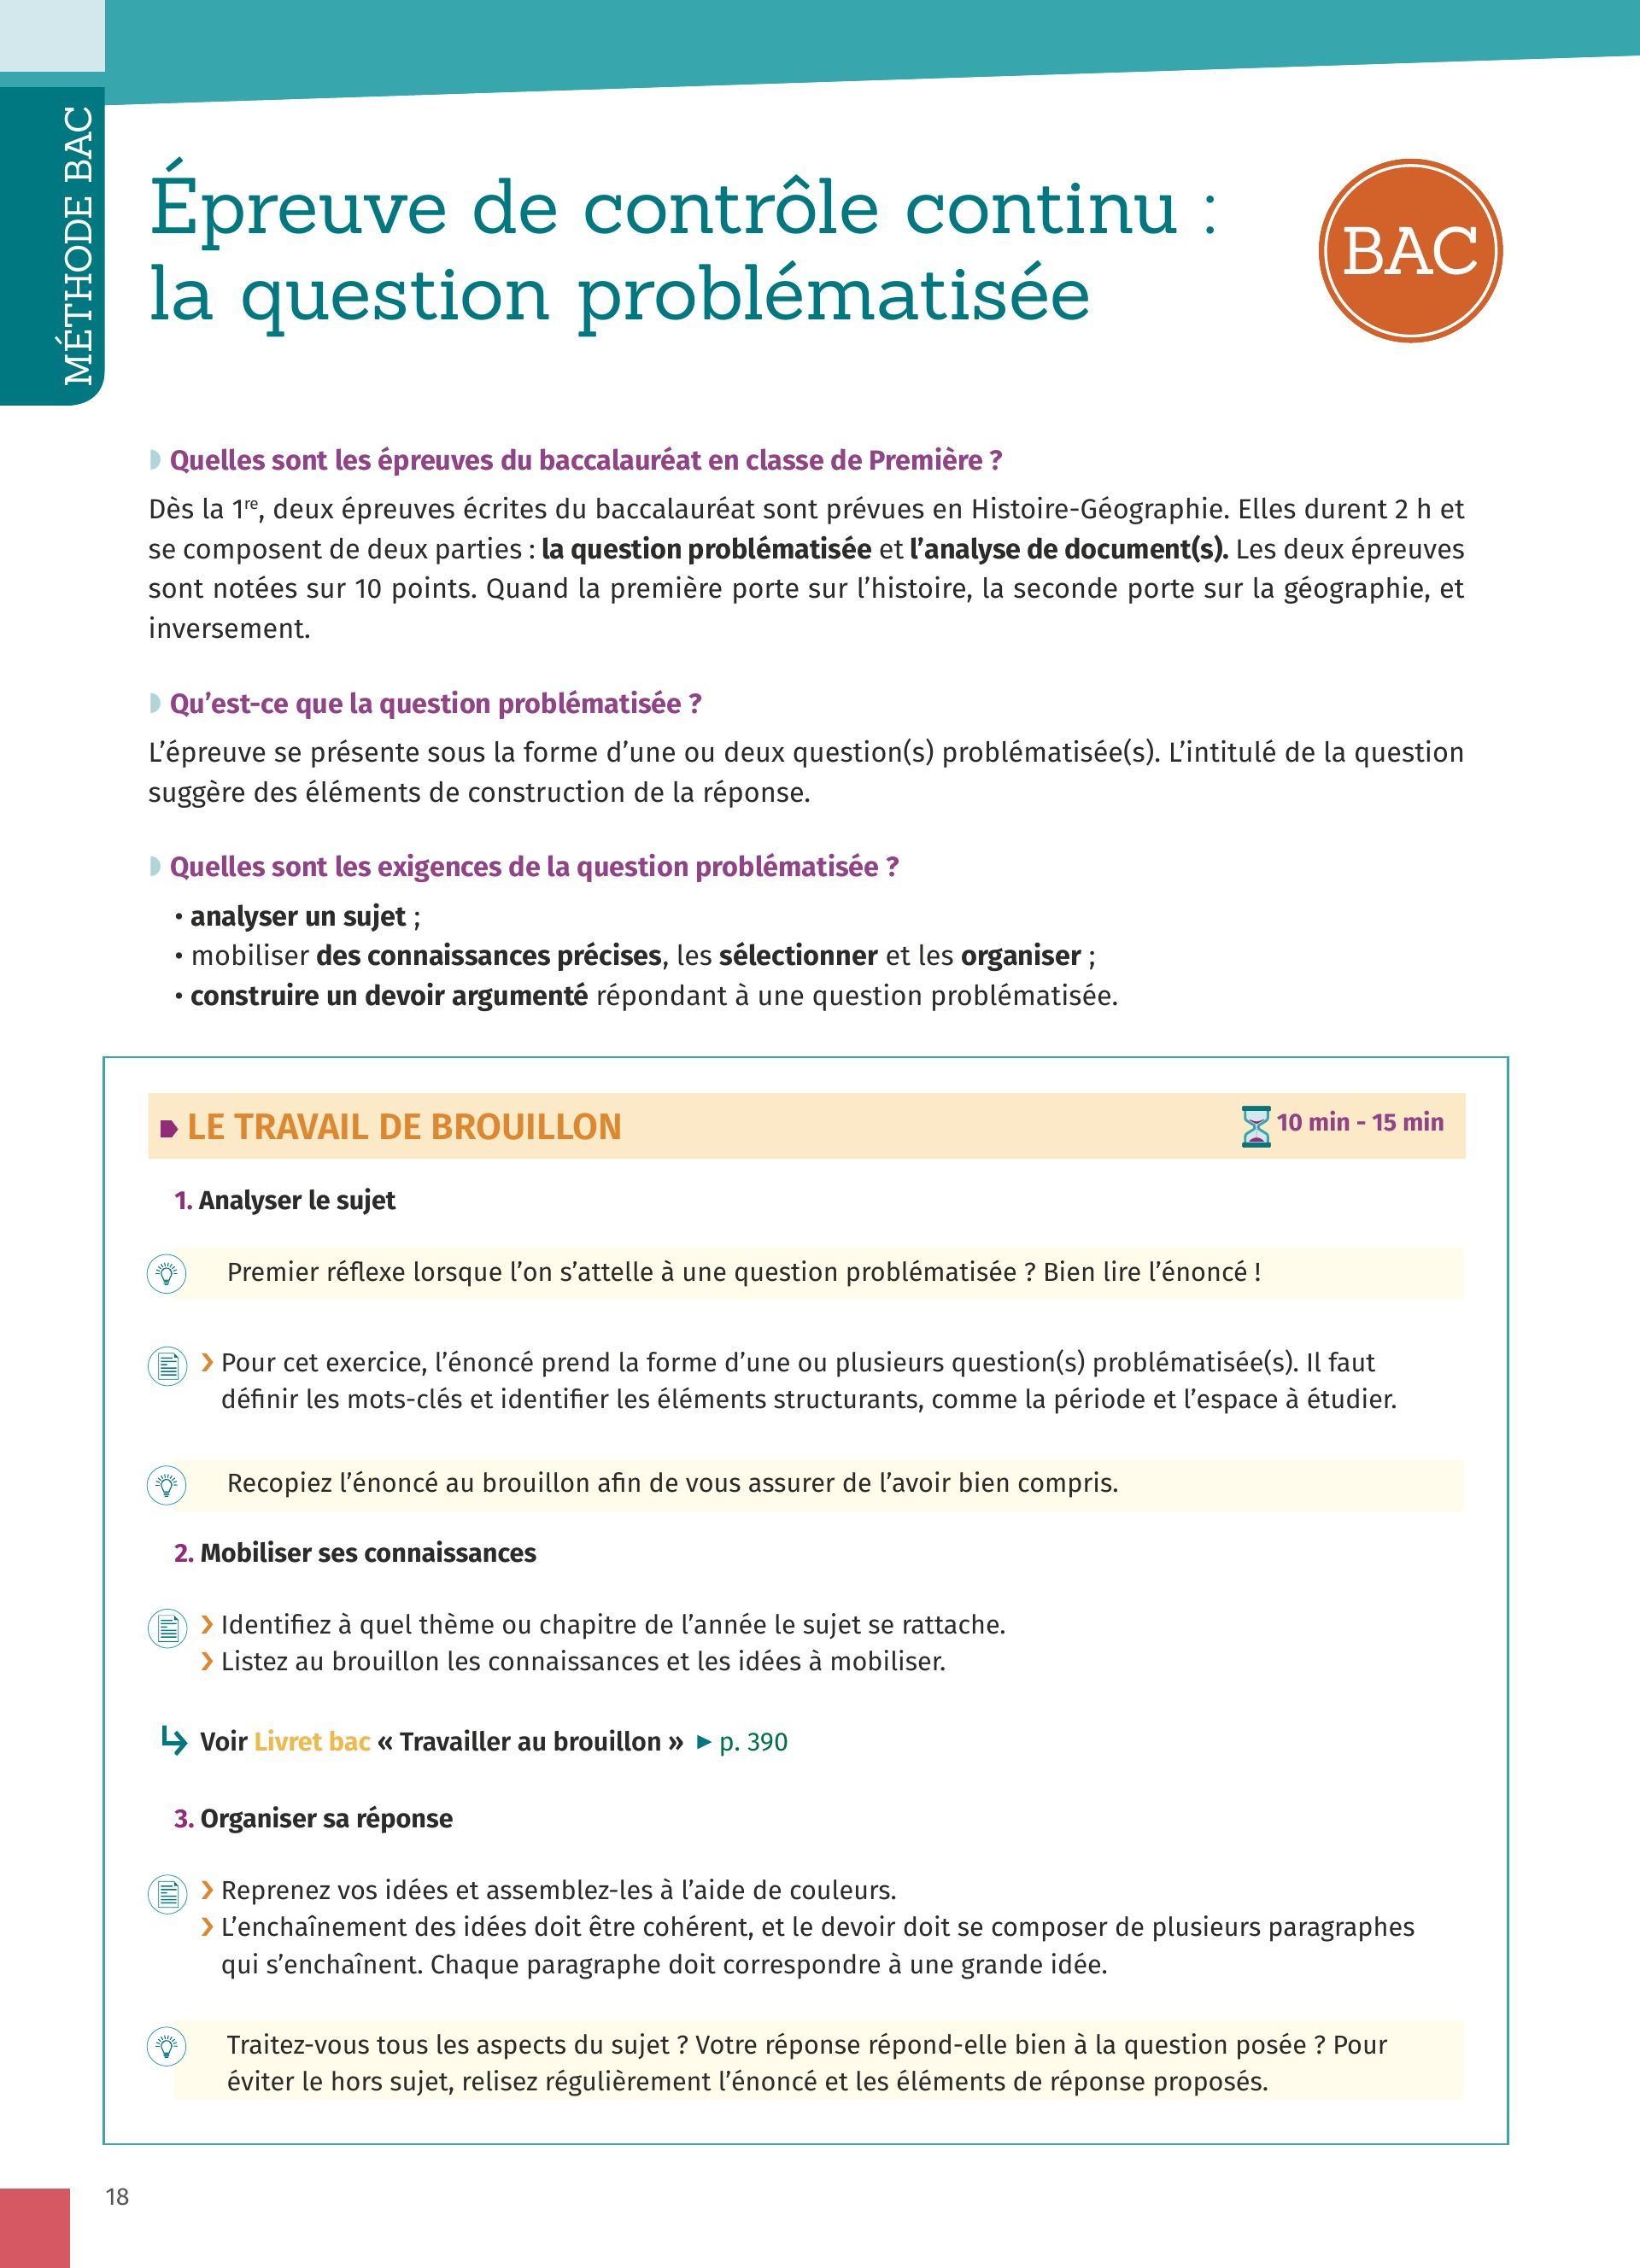 MÉTHODE BAC
Épreuve de contrôle continu :
la question problématisée
BAC
Quelles sont les épreuves du baccalauréat en classe de Première ?
Dès la 1re, deux épreuves écrites du baccalauréat sont prévues en Histoire-Géographie. Elles durent 2 h et
se composent de deux parties : la question problématisée et l’analyse de document(s). Les deux épreuves
sont notées sur 10 points. Quand la première porte sur l’histoire, la seconde porte sur la géographie, et
inversement.
Qu’est-ce que la question problématisée ?
L’épreuve se présente sous la forme d’une ou deux question(s) problématisée(s). L’intitulé de la question
suggère des éléments de construction de la réponse.
Quelles sont les exigences de la question problématisée ?
• analyser un sujet ;
• mobiliser des connaissances précises, les sélectionner et les organiser ;
• construire un devoir argumenté répondant à une question problématisée.
LE TRAVAIL DE BROUILLON
10 min - 15 min
1. Analyser le sujet
Premier réflexe lorsque l’on s’attelle à une question problématisée ? Bien lire l’énoncé !
Pour cet exercice, l’énoncé prend la forme d’une ou plusieurs question(s) problématisée(s). Il faut
définir les mots-clés et identifier les éléments structurants, comme la période et l’espace à étudier.
Recopiez l’énoncé au brouillon afin de vous assurer de l’avoir bien compris.
2. Mobiliser ses connaissances
Identifiez à quel thème ou chapitre de l’année le sujet se rattache.
Listez au brouillon les connaissances et les idées à mobiliser.
Voir Livret bac « Travailler au brouillon » ► p. 390
3. Organiser sa réponse
Reprenez vos idées et assemblez-les à l’aide de couleurs.
L’enchaînement des idées doit être cohérent, et le devoir doit se composer de plusieurs paragraphes
qui s’enchaînent. Chaque paragraphe doit correspondre à une grande idée.
Traitez-vous tous les aspects du sujet ? Votre réponse répond-elle bien à la question posée ? Pour
éviter le hors sujet, relisez régulièrement l’énoncé et les éléments de réponse proposés.
18